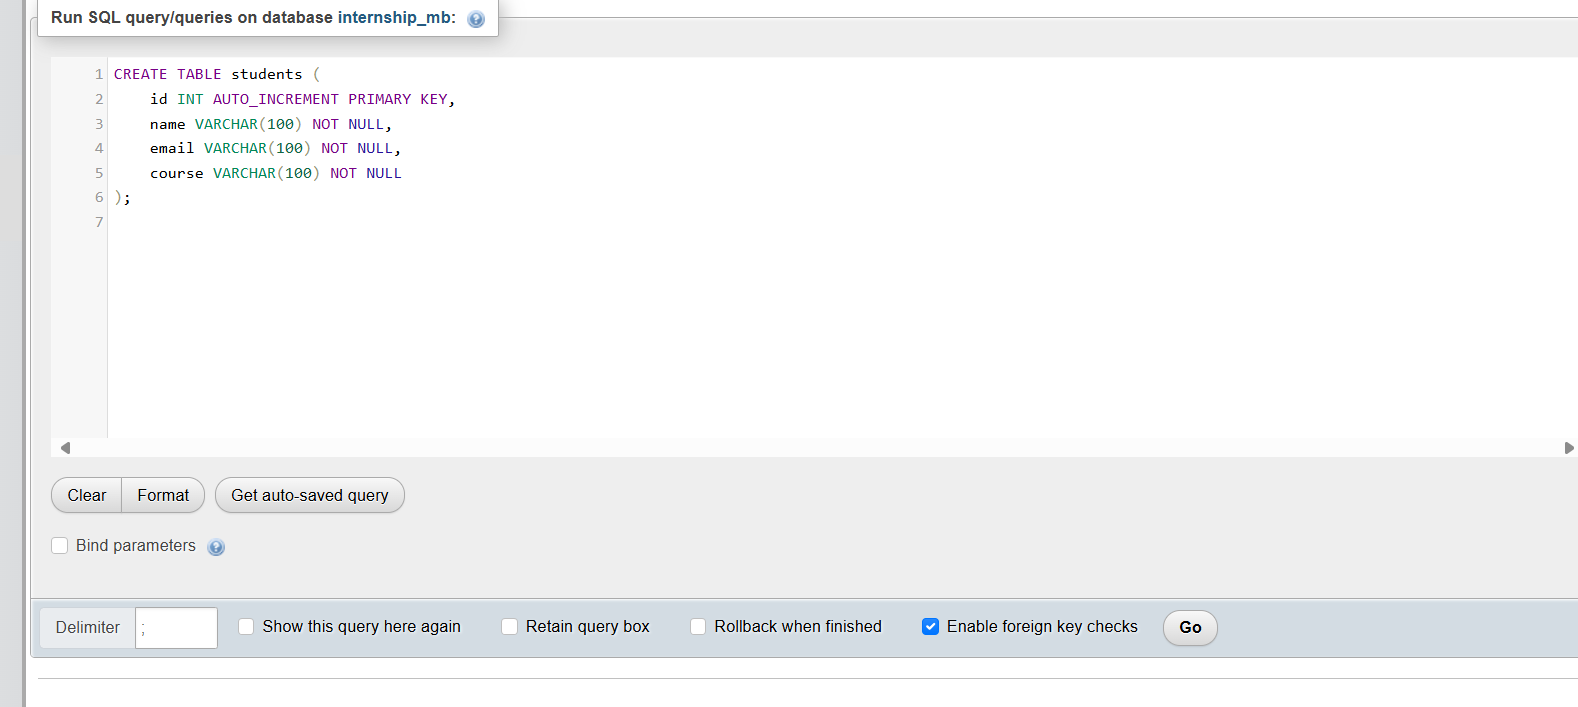 Run SQL query/queries on database internship_mb:
1 CREATE TABLE students (
2     id INT AUTO_INCREMENT PRIMARY KEY,
3     name VARCHAR(100) NOT NULL,
4     email VARCHAR(100) NOT NULL,
5     course VARCHAR(100) NOT NULL
6 );
7
Clear Format Get auto-saved query
Bind parameters
Delimiter ; Show this query here again Retain query box Rollback when finished Enable foreign key checks Go